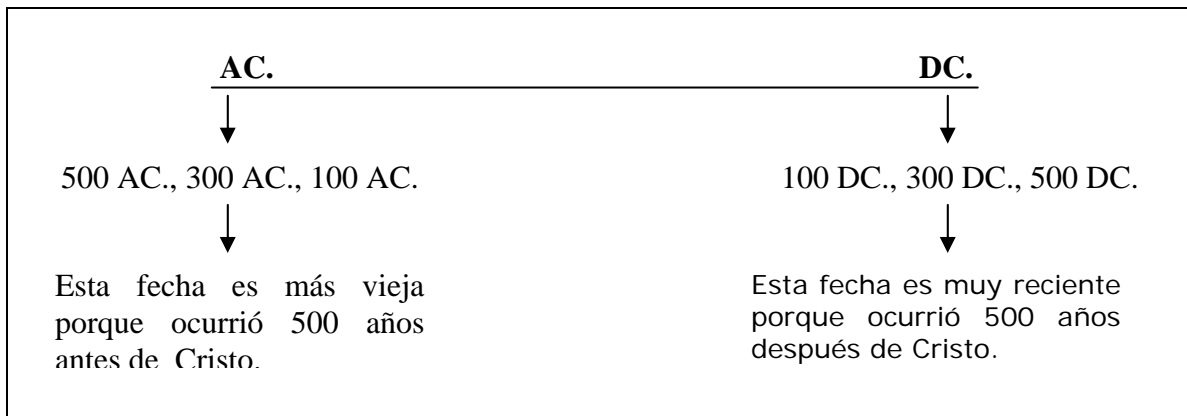 AC.
DC.
500 AC., 300 AC., 100 AC.
100 DC., 300 DC., 500 DC.
Esta fecha es más vieja
porque ocurrió 500 años
antes de Cristo.
Esta fecha es muy reciente
porque ocurrió 500 años
después de Cristo.